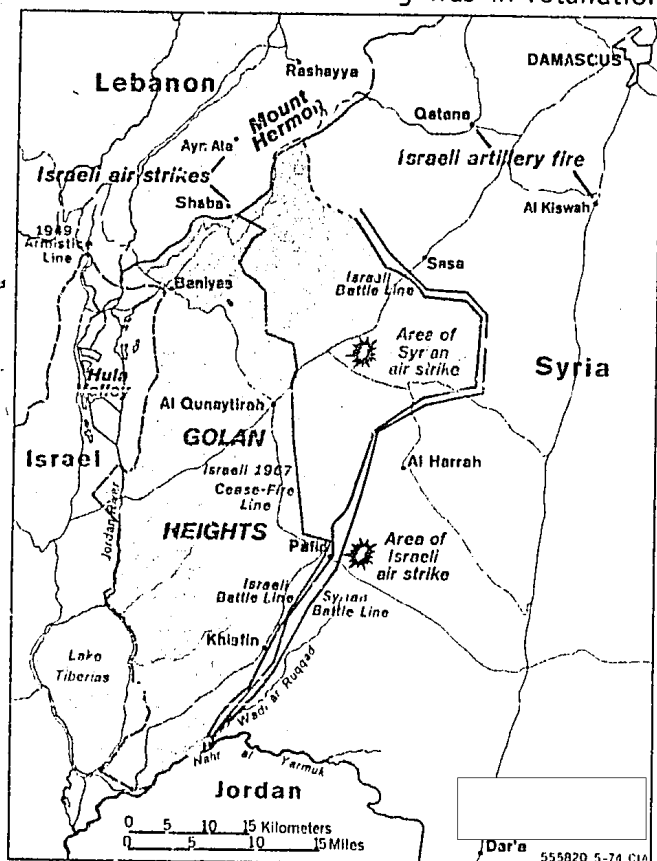 was in retaliation
Lebanon
Rashayya
DAMASCUS
Mount
Hermon
Qatana
Ayn Ata
Israeli artillery fire
Israeli air strikes
Shaba
Al Kiswah
1949
Armistice
Line
Sasa
Israeli
Battle Line
Baniyas
Area of
Syrian
air strike
Syria
Hula
Valley
Al Qunaytirah
GOLAN
Israel
Israeli 1967
Cease-Fire
Line
Al Harrah
Jordan River
HEIGHTS
Rafid
Area of
Israeli
air strike
Israeli
Battle Line
Syrian
Battle Line
Khisfin
Lake
Tiberias
Wadi ar Ruqqad
Nahr al Yarmuk
Jordan
0 5 10 15 Kilometers
0 5 10 15 Miles
Dar'a
555820 5-74 CIA